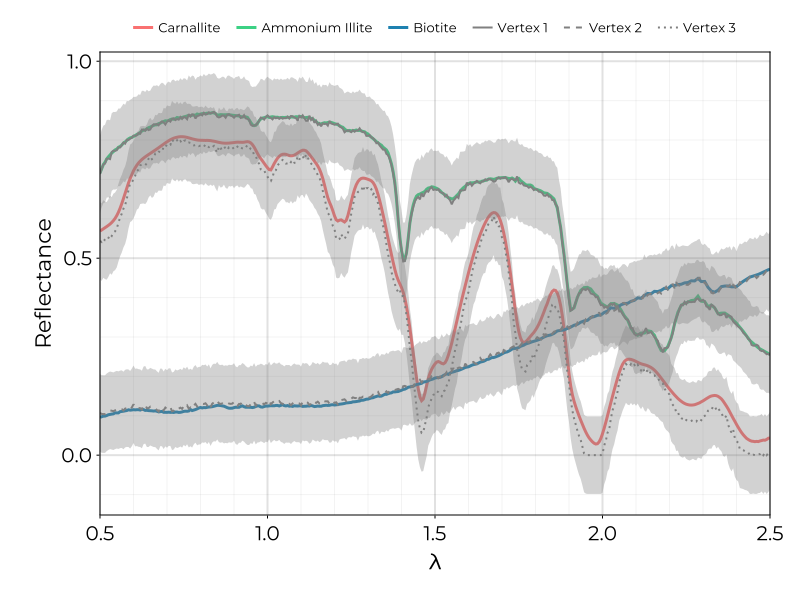 Carnallite Ammonium Illite Biotite Vertex 1 Vertex 2 Vertex 3
1.0
0.5
0.0
Reflectance
0.5 1.0 1.5 2.0 2.5
λ